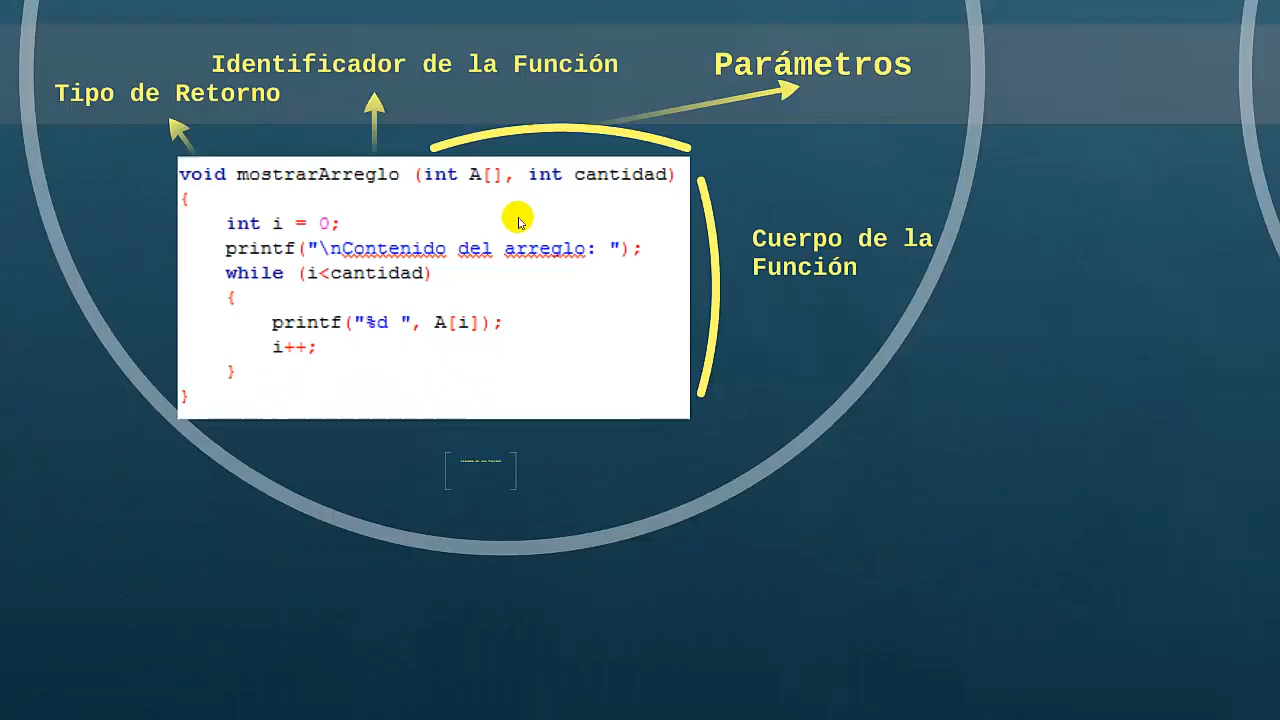 Identificador de la Función
Parámetros
Tipo de Retorno
void mostrarArreglo (int A[], int cantidad)
{
int i = 0;
printf("\nContenido del arreglo: ");
while (i<cantidad)
{
printf("%d ", A[i]);
i++;
}
}
Cuerpo de la
Función